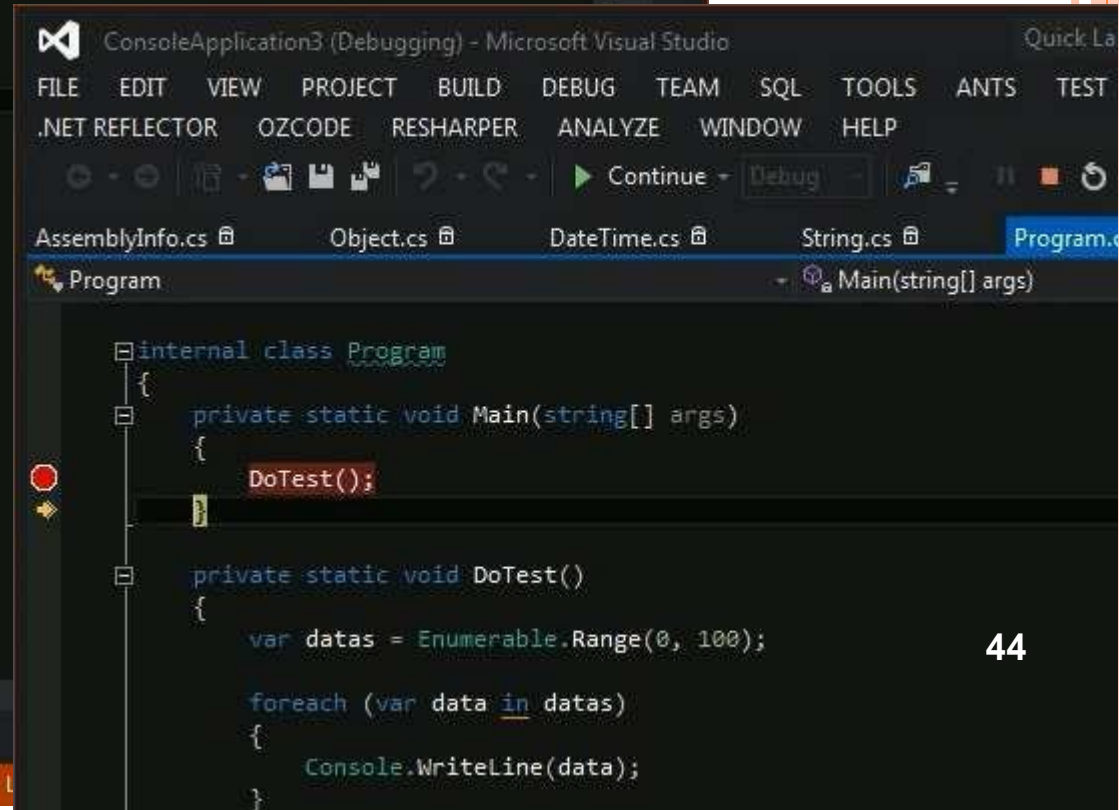 ConsoleApplication3 (Debugging) - Microsoft Visual Studio Quick La
FILE EDIT VIEW PROJECT BUILD DEBUG TEAM SQL TOOLS ANTS TEST
.NET REFLECTOR OZCODE RESHARPER ANALYZE WINDOW HELP
Continue Debug
AssemblyInfo.cs Object.cs DateTime.cs String.cs Program.c
Program Main(string[] args)
internal class Program
{
private static void Main(string[] args)
{
DoTest();
}
private static void DoTest()
{
var datas = Enumerable.Range(0, 100);
44
foreach (var data in datas)
{
Console.WriteLine(data);
}
L